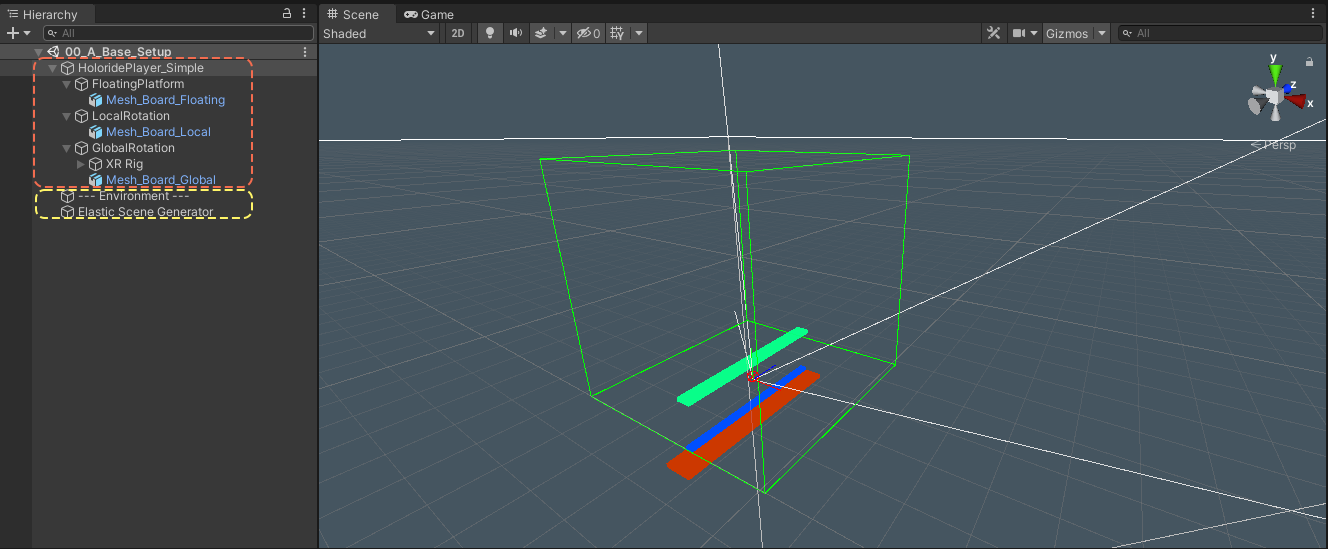 Hierarchy
All
00_A_Base_Setup
HoloridePlayer_Simple
FloatingPlatform
Mesh_Board_Floating
LocalRotation
Mesh_Board_Local
GlobalRotation
XR Rig
Mesh_Board_Global
--- Environment ---
Elastic Scene Generator
Scene Game
Shaded 2D 0 Gizmos All
y
z
x
Persp